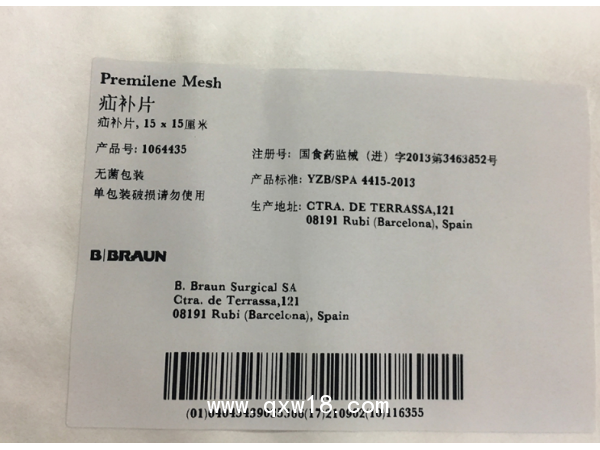 Premilene Mesh
疝补片
疝补片, 15 x 15厘米
产品号: 1064435
无菌包装
单包装破损请勿使用
注册号: 国食药监械 (进) 字2013第3463852号
产品标准: YZB/SPA 4415-2013
生产地址: CTRA. DE TERRASSA,121
08191 Rubi (Barcelona), Spain
B|BRAUN
B. Braun Surgical SA
Ctra. de Terrassa,121
08191 Rubi (Barcelona), Spain
www.qxw18.com